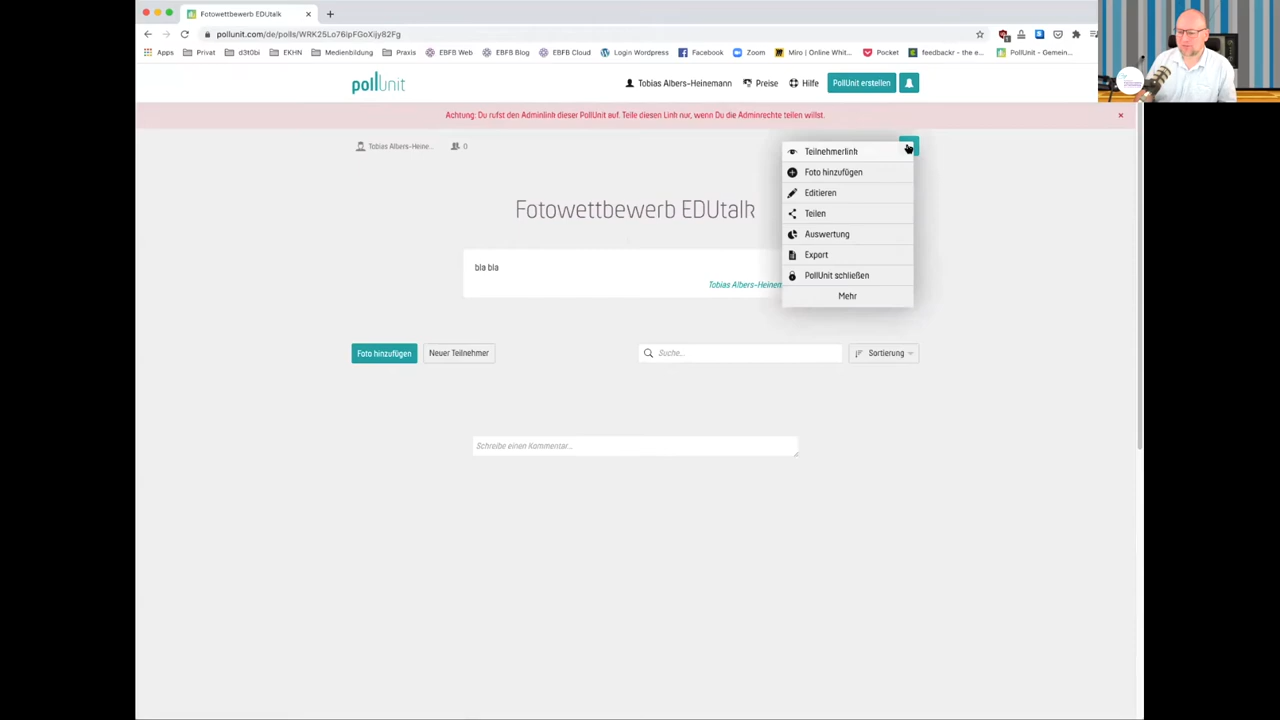 Fotowettbewerb EDUtalk
pollunit.com/de/polls/WRK25Lo76lpFGoXijy82Fg
Apps Privat d3t0bi EKHN Medienbildung Praxis EBFB Web EBFB Blog EBFB Cloud Login Wordpress Facebook Zoom Miro | Online Whit... Pocket feedbackr - the e... PollUnit - Gemein...
pollunit
Tobias Albers-Heinemann Preise Hilfe PollUnit erstellen
Achtung: Du rufst den Adminlink dieser PollUnit auf. Teile diesen Link nur, wenn Du die Adminrechte teilen willst.
Tobias Albers-Heine... 0
Teilnehmerlink
Foto hinzufügen
Editieren
Teilen
Auswertung
Export
PollUnit schließen
Mehr
Fotowettbewerb EDUtalk
bla bla
Tobias Albers-Heinem
Foto hinzufügen Neuer Teilnehmer Suche... Sortierung
Schreibe einen Kommentar...